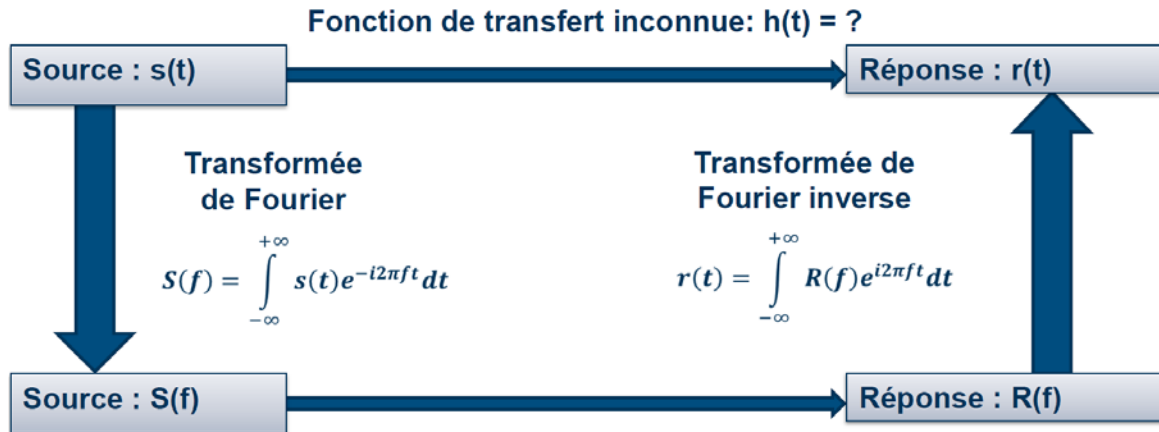 Fonction de transfert inconnue: h(t) = ?
Source : s(t)
Réponse : r(t)
Transformée
de Fourier
S(f) = ∫_{-∞}^{+∞} s(t)e^{-i2πft}dt
Transformée de
Fourier inverse
r(t) = ∫_{-∞}^{+∞} R(f)e^{i2πft}dt
Source : S(f)
Réponse : R(f)